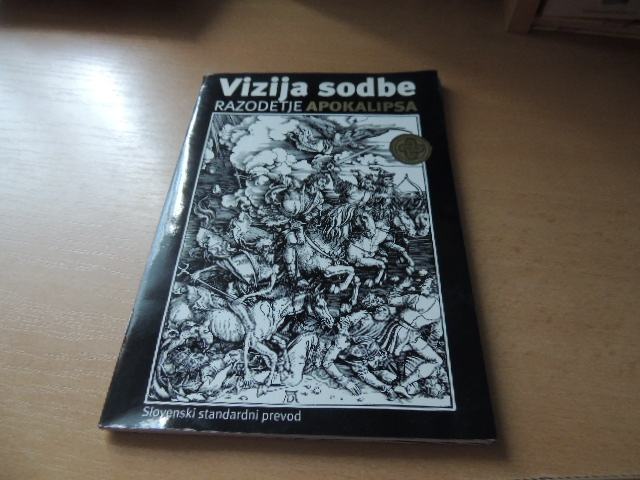 Vizija sodbe
RAZODETJE APOKALIPSA
Slovenski standardni prevod